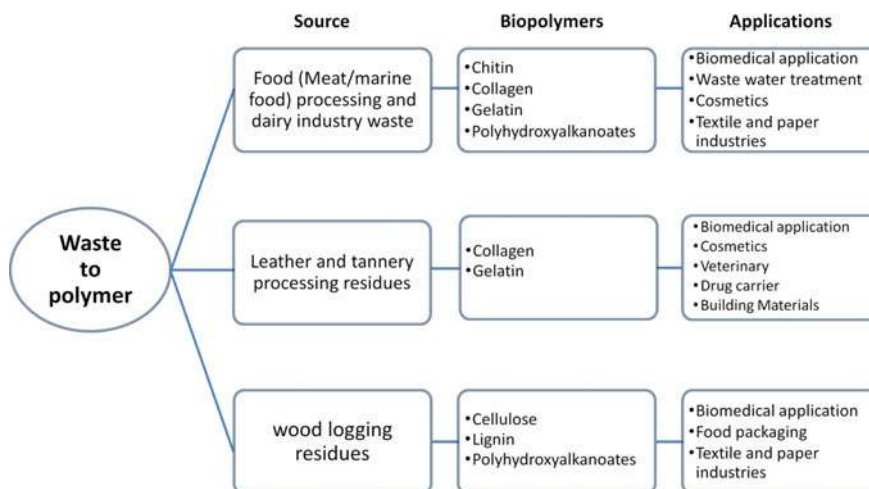 Source
Biopolymers
Applications
Waste
to
polymer
Food (Meat/marine
food) processing and
dairy industry waste
•Chitin
•Collagen
•Gelatin
•Polyhydroxyalkanoates
•Biomedical application
•Waste water treatment
•Cosmetics
•Textile and paper
industries
Leather and tannery
processing residues
•Collagen
•Gelatin
•Biomedical application
•Cosmetics
•Veterinary
•Drug carrier
•Building Materials
wood logging
residues
•Cellulose
•Lignin
•Polyhydroxyalkanoates
•Biomedical application
•Food packaging
•Textile and paper
industries